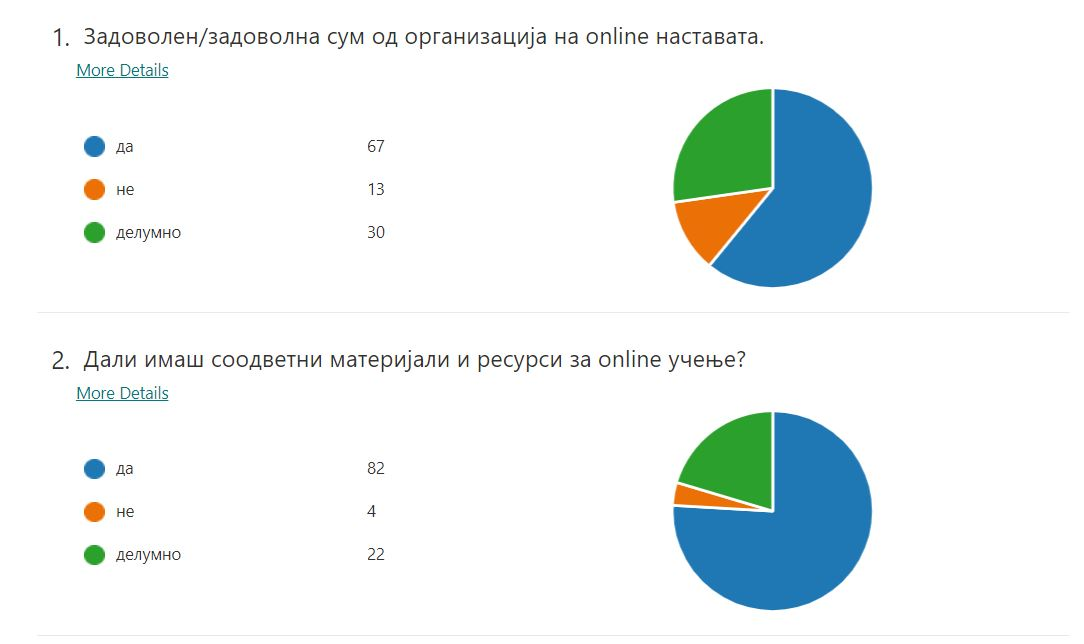 1. Задоволен/задоволна сум од организација на online наставата.
More Details
да 67
не 13
делумно 30
2. Дали имаш соодветни материјали и ресурси за online учење?
More Details
да 82
не 4
делумно 22